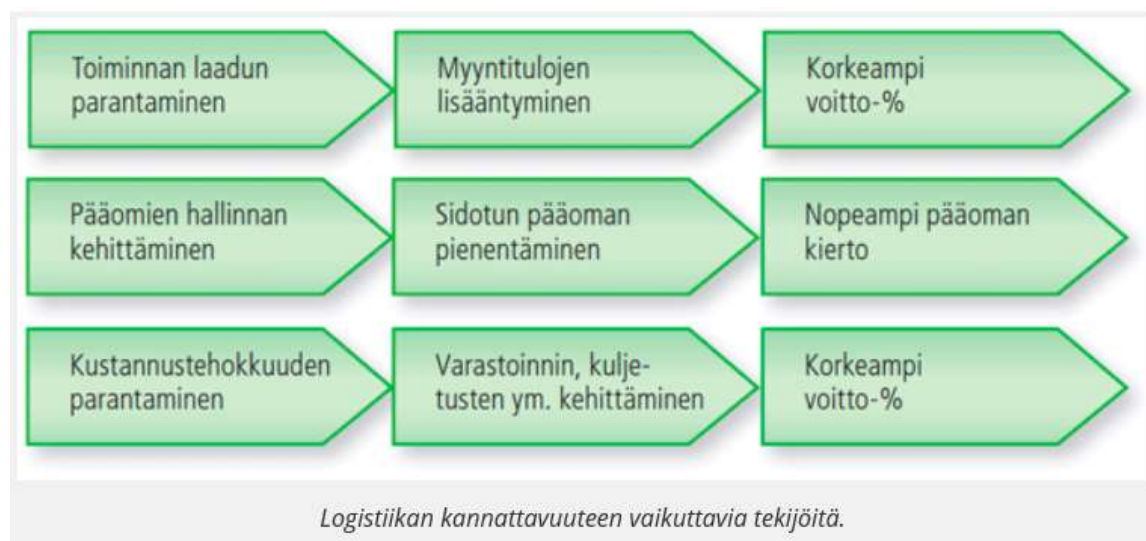 Toiminnan laadun
parantaminen
Myyntitulojen
lisääntyminen
Korkeampi
voitto-%
Pääomien hallinnan
kehittäminen
Sidotun pääoman
pienentäminen
Nopeampi pääoman
kierto
Kustannustehokkuuden
parantaminen
Varastoinnin, kulje-
tusten ym. kehittäminen
Korkeampi
voitto-%
Logistiikan kannattavuuteen vaikuttavia tekijöitä.